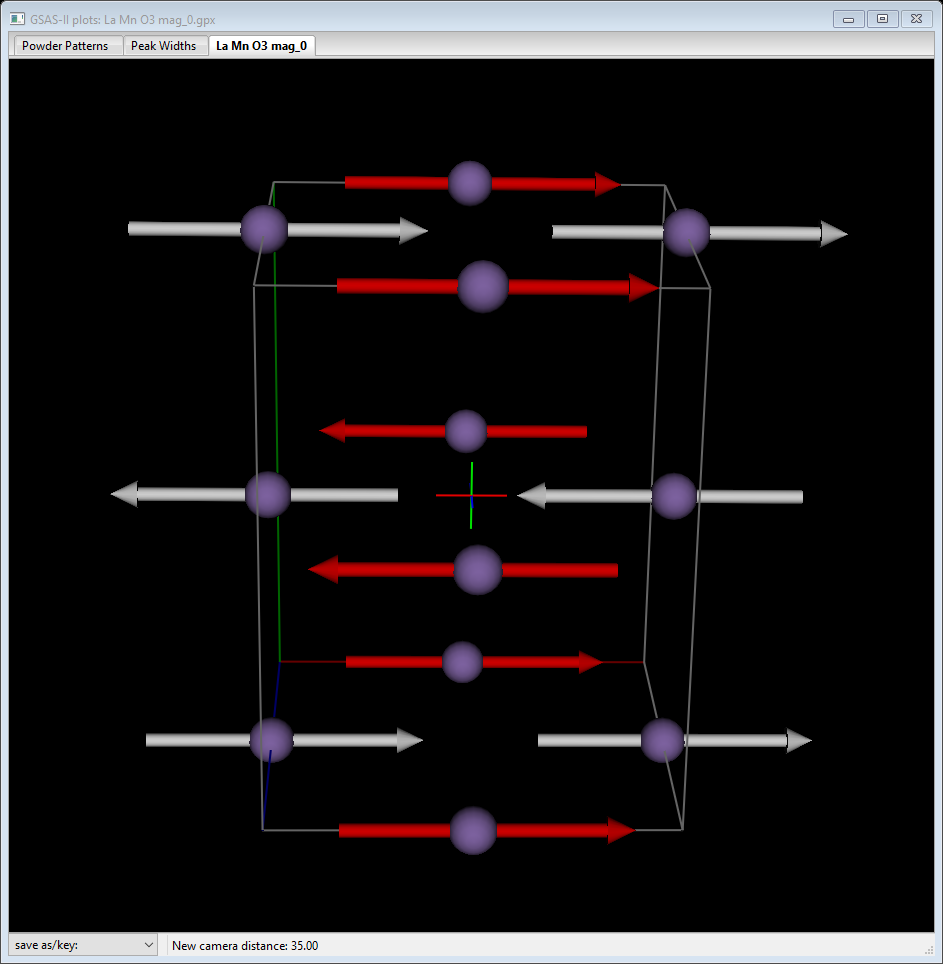 GSAS-II plots: La Mn O3 mag_0.gpx
Powder Patterns
Peak Widths
La Mn O3 mag_0
save as/key:
New camera distance: 35.00